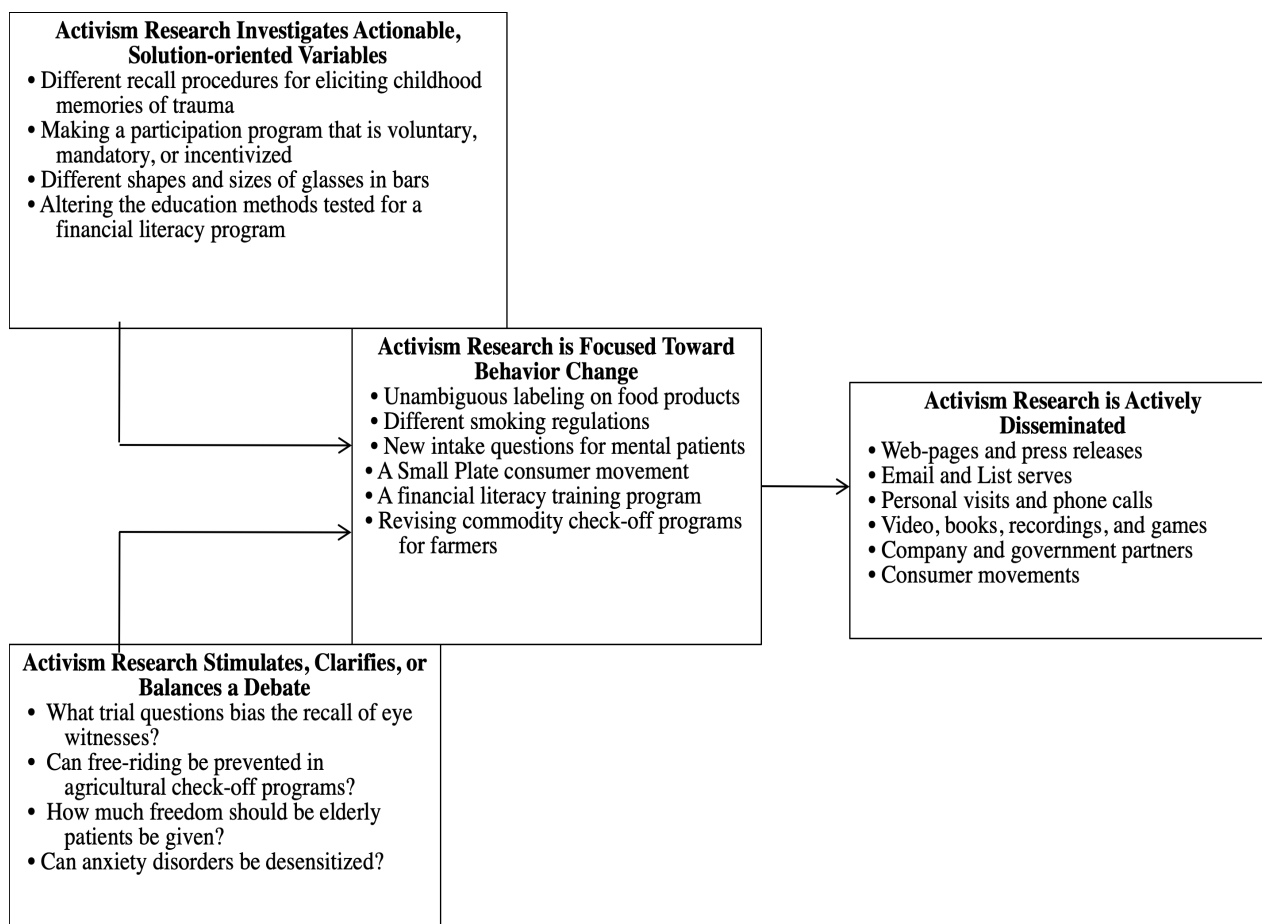 Activism Research Investigates Actionable,
Solution-oriented Variables
• Different recall procedures for eliciting childhood
memories of trauma
• Making a participation program that is voluntary,
mandatory, or incentivized
• Different shapes and sizes of glasses in bars
• Altering the education methods tested for a
financial literacy program
Activism Research is Focused Toward
Behavior Change
• Unambiguous labeling on food products
• Different smoking regulations
• New intake questions for mental patients
• A Small Plate consumer movement
• A financial literacy training program
• Revising commodity check-off programs
for farmers
Activism Research is Actively
Disseminated
• Web-pages and press releases
• Email and List serves
• Personal visits and phone calls
• Video, books, recordings, and games
• Company and government partners
• Consumer movements
Activism Research Stimulates, Clarifies, or
Balances a Debate
• What trial questions bias the recall of eye
witnesses?
• Can free-riding be prevented in
agricultural check-off programs?
• How much freedom should be elderly
patients be given?
• Can anxiety disorders be desensitized?